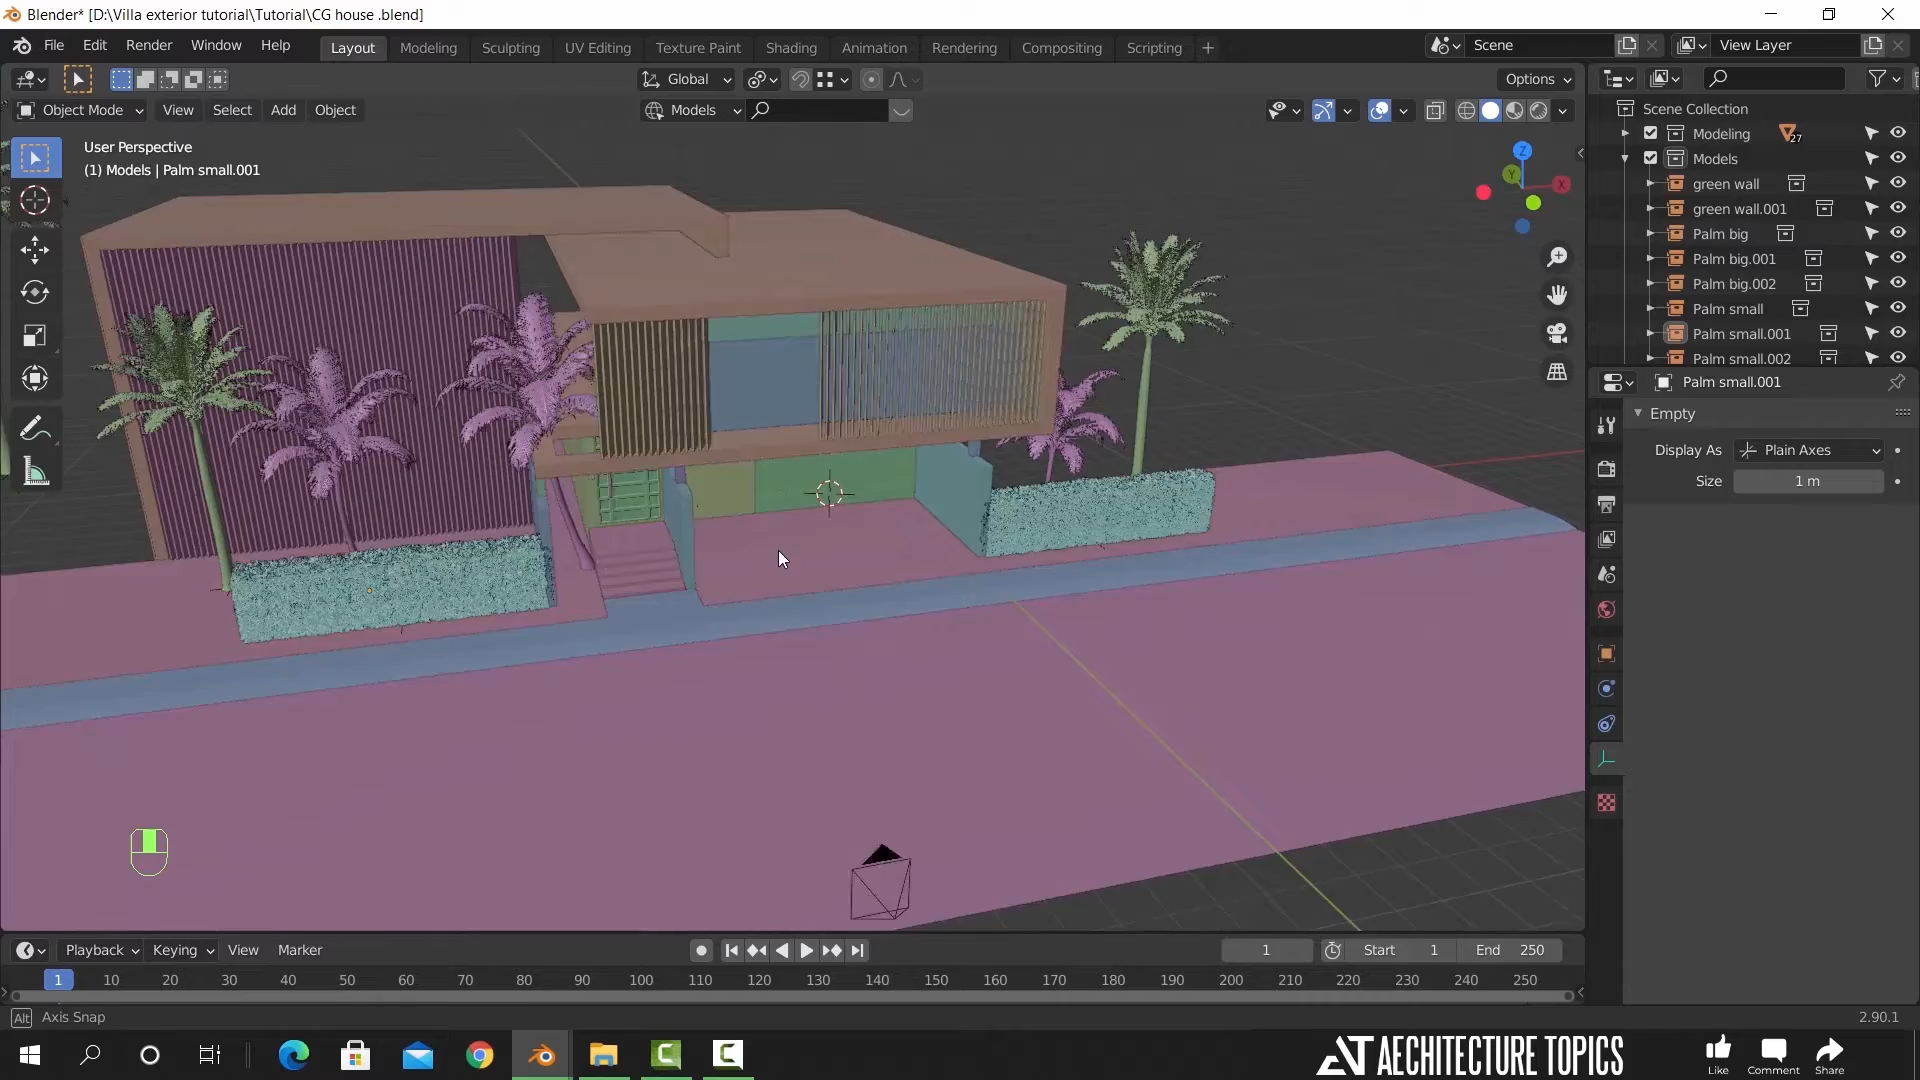 Blender* [D:\Villa exterior tutorial\Tutorial\CG house .blend]
File Edit Render Window Help
Layout Modeling Sculpting UV Editing Texture Paint Shading Animation Rendering Compositing Scripting +
Scene
View Layer
Global
Options
Object Mode View Select Add Object
Models
User Perspective
(1) Models | Palm small.001
Z
Y
X
Scene Collection
Modeling 27
Models
green wall
green wall.001
Palm big
Palm big.001
Palm big.002
Palm small
Palm small.001
Palm small.002
Palm small.001
Empty
Display As Plain Axes
Size 1 m
Playback Keying View Marker
1 Start 1 End 250
1 10 20 30 40 50 60 70 80 90 100 110 120 130 140 150 160 170 180 190 200 210 220 230 240 250
Alt Axis Snap
2.90.1
AT AECHITECTURE TOPICS
Like Comment Share